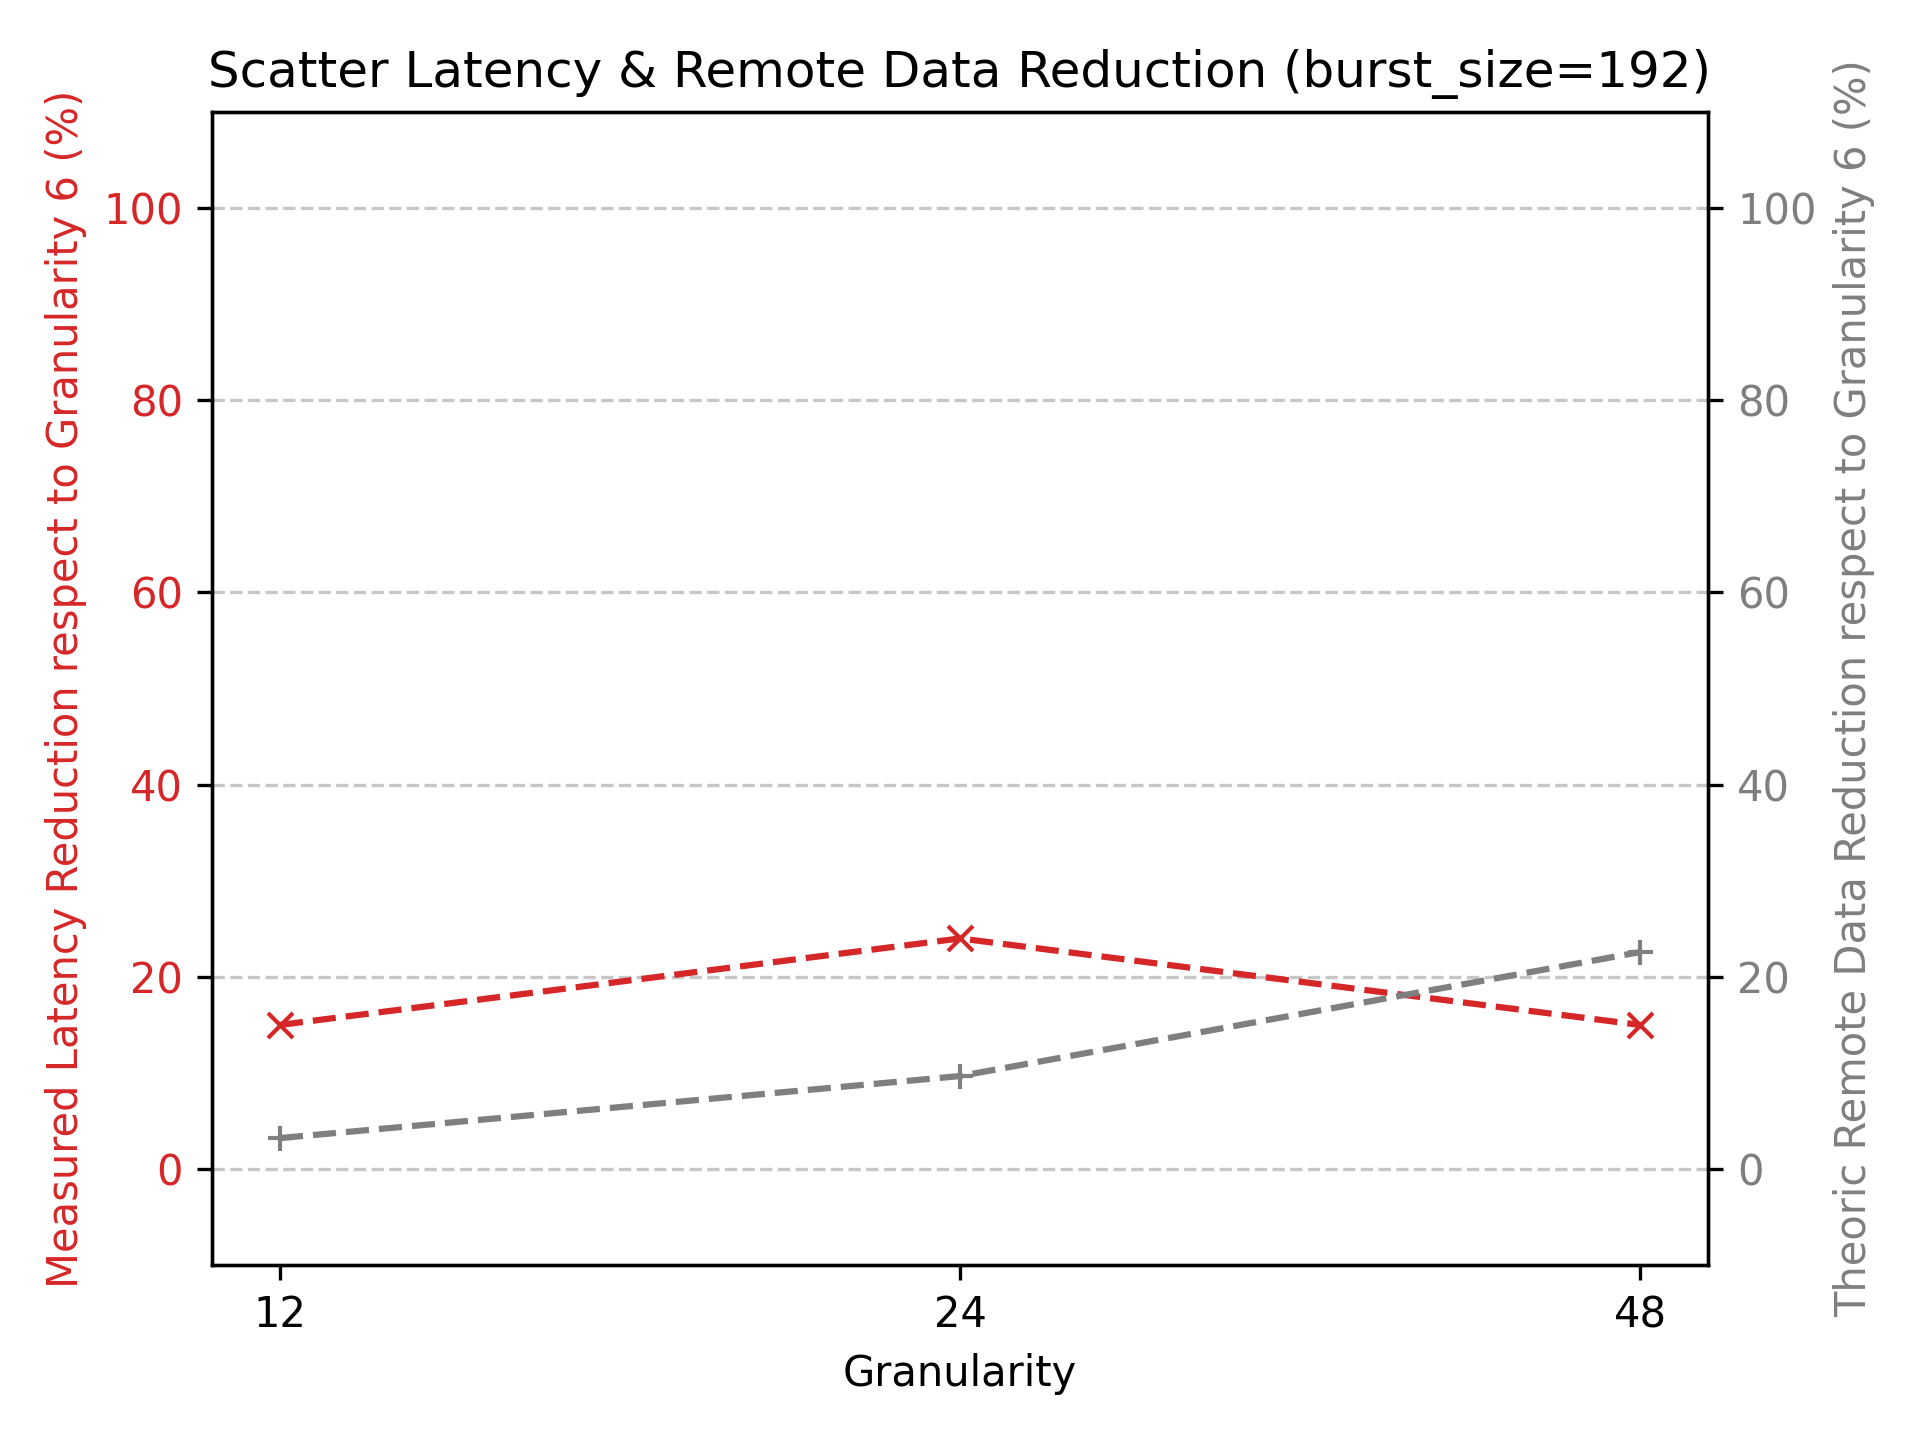 Scatter Latency & Remote Data Reduction (burst_size=192)
Measured Latency Reduction respect to Granularity 6 (%)
100
80
60
40
20
0
100
80
60
40
20
0
Theoric Remote Data Reduction respect to Granularity 6 (%)
12 24 48
Granularity